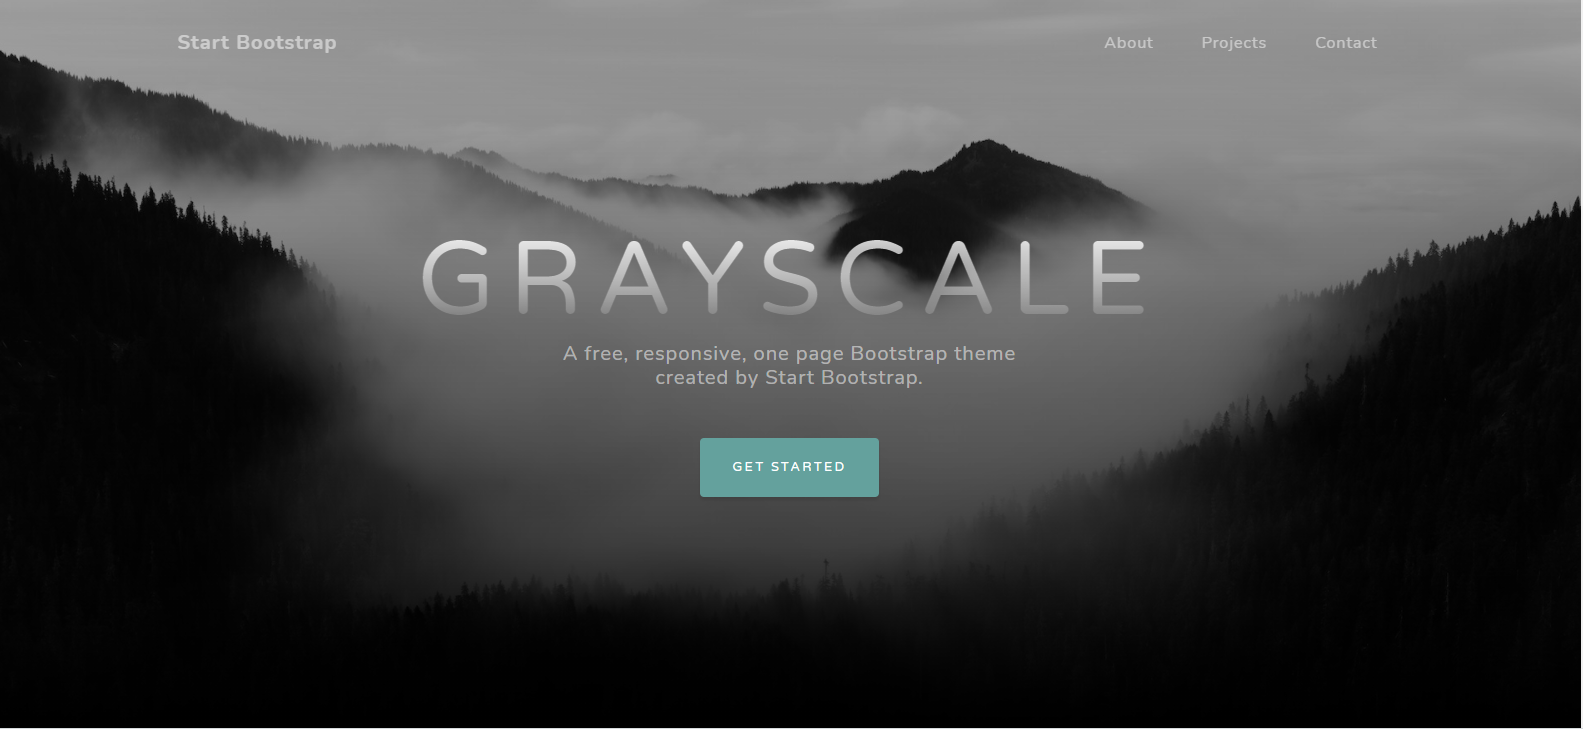 Start Bootstrap
About Projects Contact
GRAYSCALE
A free, responsive, one page Bootstrap theme
created by Start Bootstrap.
GET STARTED